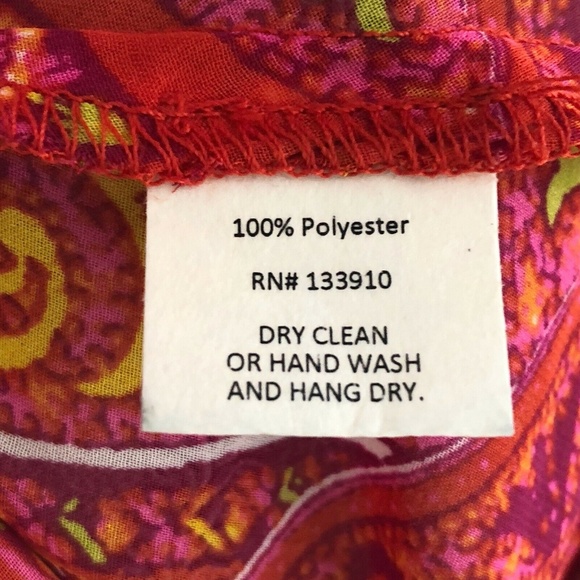 100% Polyester
RN# 133910
DRY CLEAN
OR HAND WASH
AND HANG DRY.